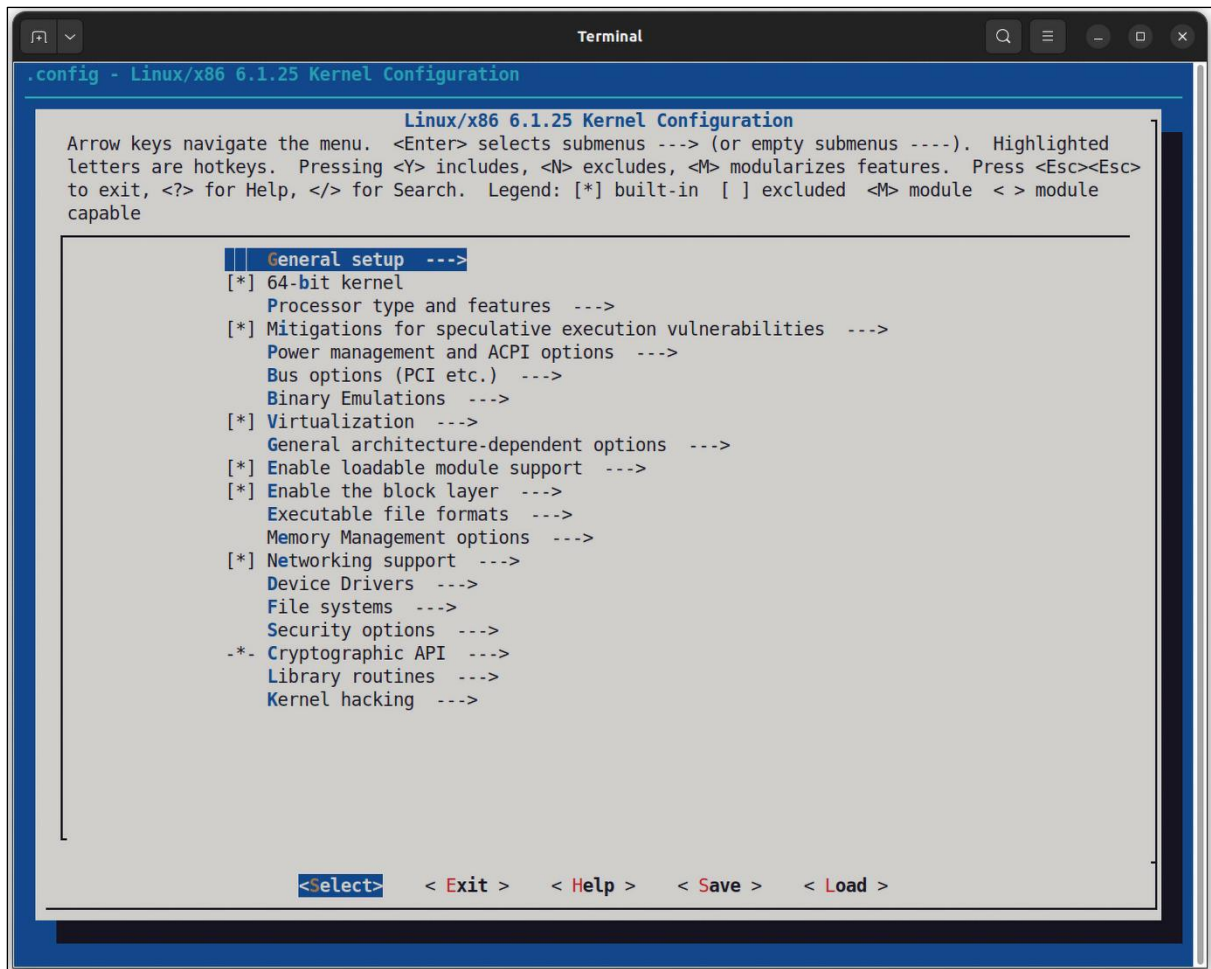 Terminal
.config - Linux/x86 6.1.25 Kernel Configuration
Linux/x86 6.1.25 Kernel Configuration
Arrow keys navigate the menu.  <Enter> selects submenus ---> (or empty submenus ----).  Highlighted
letters are hotkeys.  Pressing <Y> includes, <N> excludes, <M> modularizes features.  Press <Esc><Esc>
to exit, <?> for Help, </> for Search.  Legend: [*] built-in  [ ] excluded  <M> module  < > module
capable
General setup  --->
[*] 64-bit kernel
Processor type and features  --->
[*] Mitigations for speculative execution vulnerabilities  --->
Power management and ACPI options  --->
Bus options (PCI etc.)  --->
Binary Emulations  --->
[*] Virtualization  --->
General architecture-dependent options  --->
[*] Enable loadable module support  --->
[*] Enable the block layer  --->
Executable file formats  --->
Memory Management options  --->
[*] Networking support  --->
Device Drivers  --->
File systems  --->
Security options  --->
-*- Cryptographic API  --->
Library routines  --->
Kernel hacking  --->
<Select>    < Exit >    < Help >    < Save >    < Load >